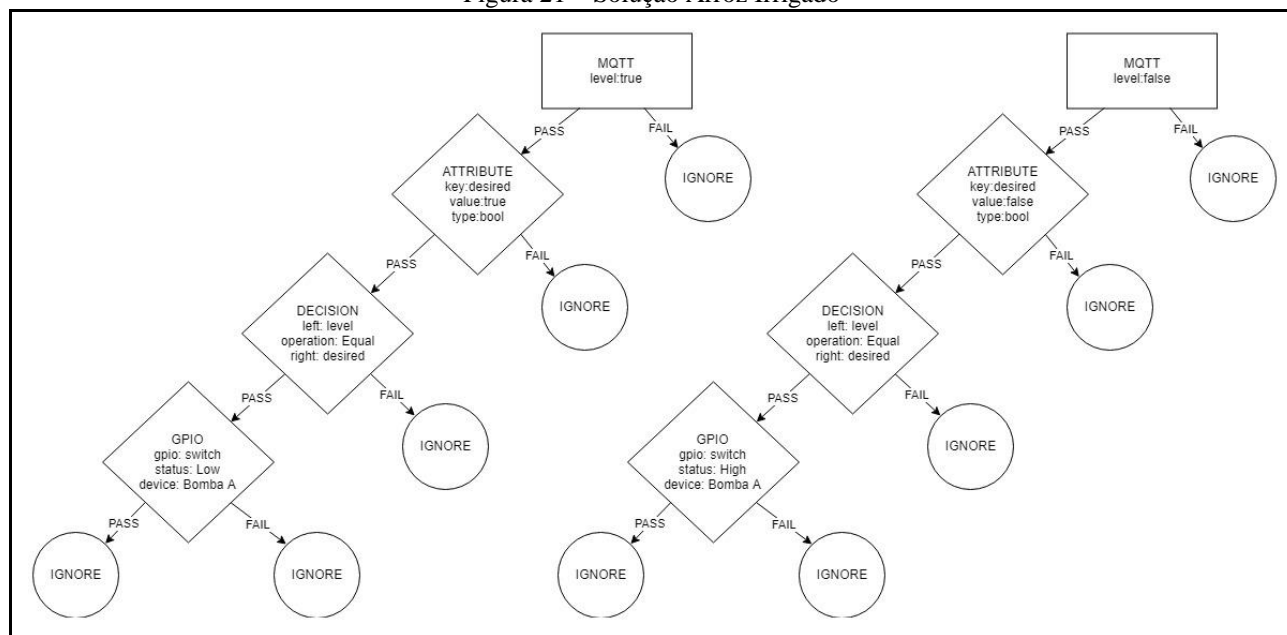 Figura 21 – Solução Arroz Irrigado
MQTT
level:true
PASS
FAIL
IGNORE
ATTRIBUTE
key:desired
value:true
type:bool
PASS
FAIL
IGNORE
DECISION
left: level
operation: Equal
right: desired
PASS
FAIL
IGNORE
GPIO
gpio: switch
status: Low
device: Bomba A
PASS
FAIL
IGNORE
IGNORE
MQTT
level:false
PASS
FAIL
IGNORE
ATTRIBUTE
key:desired
value:false
type:bool
PASS
FAIL
IGNORE
DECISION
left: level
operation: Equal
right: desired
PASS
FAIL
IGNORE
GPIO
gpio: switch
status: High
device: Bomba A
PASS
FAIL
IGNORE
IGNORE